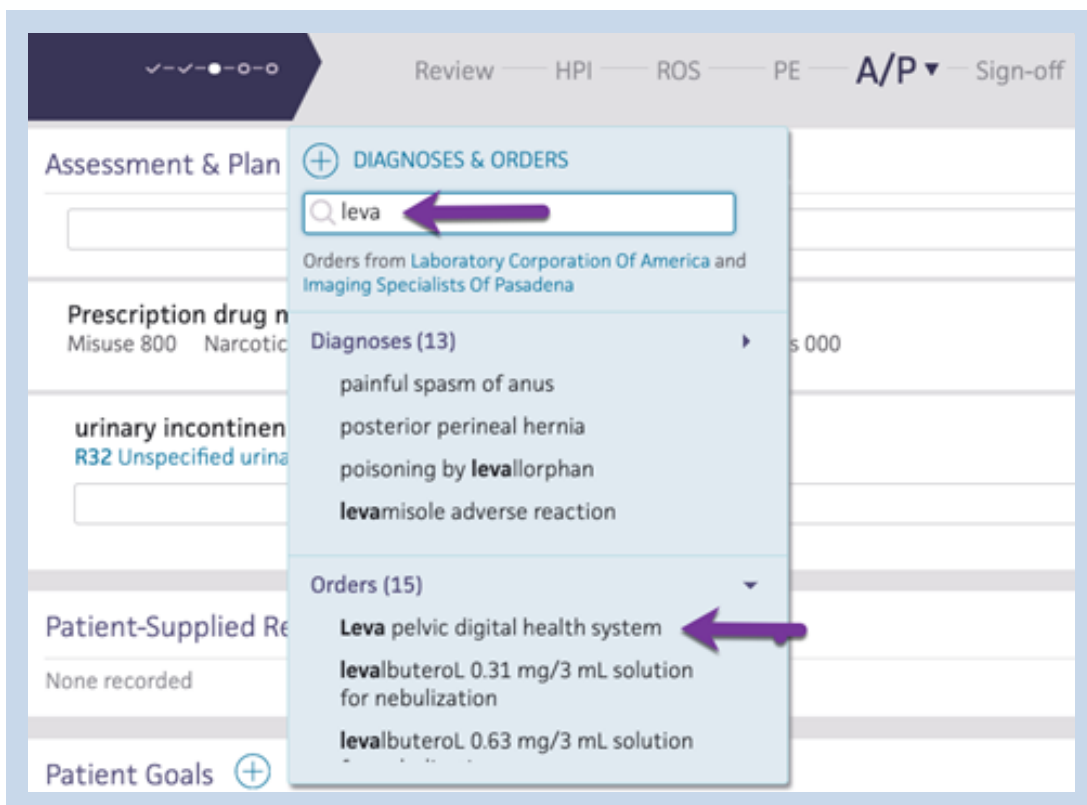 Review HPI ROS PE A/P Sign-off
Assessment & Plan
DIAGNOSES & ORDERS
leva
Orders from Laboratory Corporation Of America and
Imaging Specialists Of Pasadena
Prescription drug n
Misuse 800 Narcotic
s 000
Diagnoses (13)
painful spasm of anus
urinary incontinen
R32 Unspecified urina
posterior perineal hernia
poisoning by levallorphan
levamisole adverse reaction
Orders (15)
Patient-Supplied Re
None recorded
Leva pelvic digital health system
levalbuteroL 0.31 mg/3 mL solution
for nebulization
levalbuteroL 0.63 mg/3 mL solution
Patient Goals